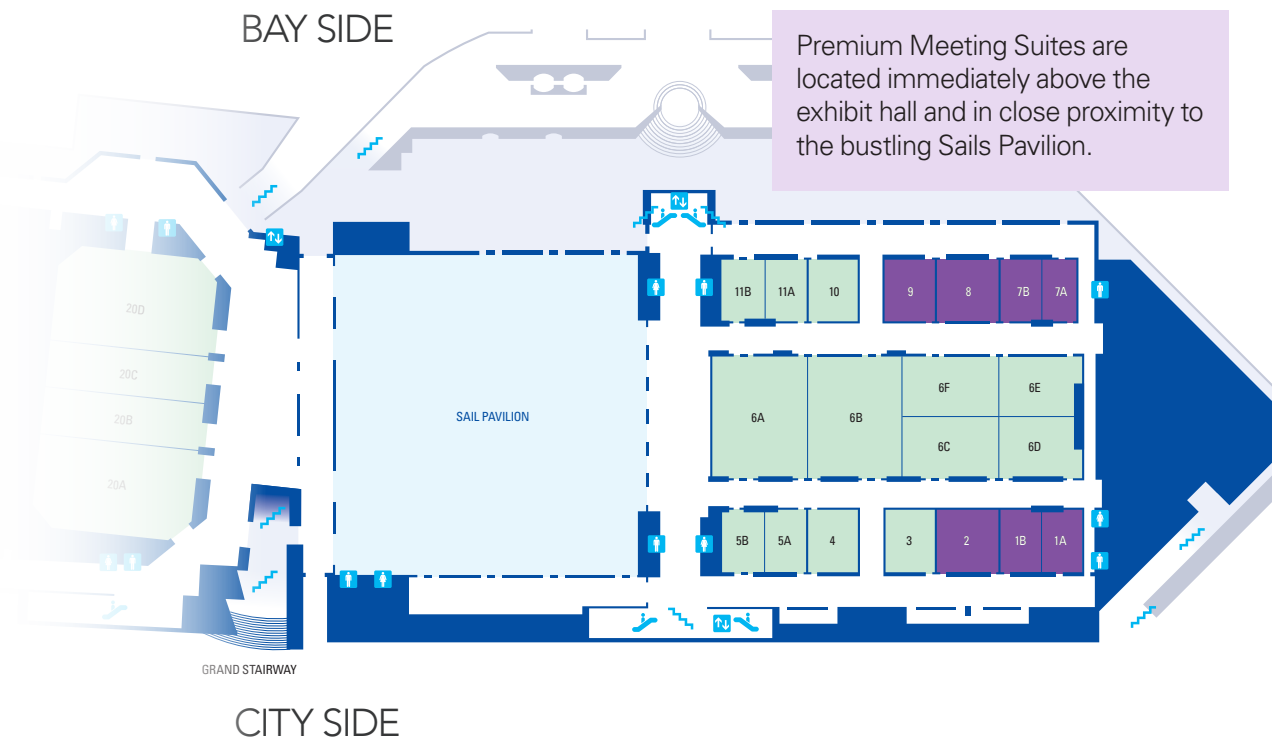 BAY SIDE
Premium Meeting Suites are
located immediately above the
exhibit hall and in close proximity to
the bustling Sails Pavilion.
11B
11A
10
9
8
7B
7A
20D
20C
20B
20A
SAIL PAVILION
6A
6B
6F
6E
6C
6D
5B
5A
4
3
2
1B
1A
GRAND STAIRWAY
CITY SIDE